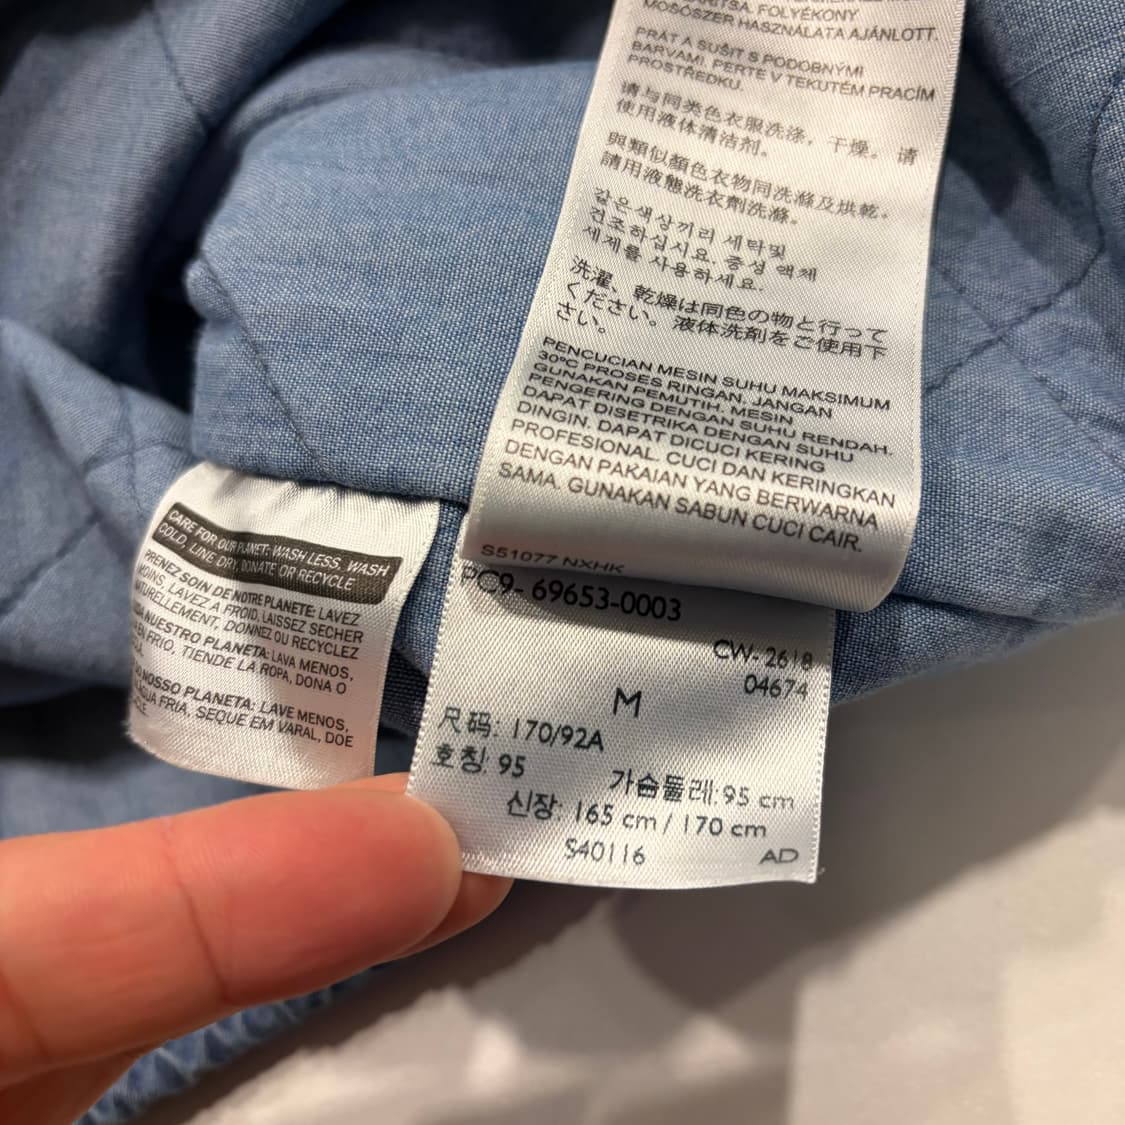 MOSÓSZER HASZNÁLATA AJÁNLOTT.
PRÁT A SUŠIT S PODOBNÝMI
BARVAMI. PERTE V TEKUTÉM PRACÍM
PROSTŘEDKU.
请与同类色衣服洗涤，干燥。请
使用液体清洁剂。
與類似顏色衣物同洗滌及烘乾。
請用液態洗衣劑洗滌。
같은색상끼리 세탁및
건조하십시요. 중성 액체
세제를 사용하세요.
洗濯、乾燥は同色の物と行って
ください。液体洗剤をご使用下
さい。
PENCUCIAN MESIN SUHU MAKSIMUM
30°C PROSES RINGAN. JANGAN
GUNAKAN PEMUTIH. MESIN
PENGERING DENGAN SUHU RENDAH.
DAPAT DISETRIKA DENGAN SUHU
DINGIN. DAPAT DICUCI KERING
PROFESIONAL. CUCI DAN KERINGKAN
DENGAN PAKAIAN YANG BERWARNA
SAMA. GUNAKAN SABUN CUCI CAIR.
S51077 NXHK
CARE FOR OUR PLANET: WASH LESS, WASH
COLD, LINE DRY, DONATE OR RECYCLE
PRENEZ SOIN DE NOTRE PLANETE: LAVEZ
MOINS, LAVEZ A FROID, LAISSEZ SECHER
NATURELLEMENT, DONNEZ OU RECYCLEZ
NUESTRO PLANETA: LAVA MENOS,
EN FRIO, TIENDE LA ROPA, DONA O
NOSSO PLANETA: LAVE MENOS,
AGUA FRIA, SEQUE EM VARAL, DOE
PC9- 69653-0003
CW- 2618
04674
M
尺码: 170/92A
호칭: 95
가슴둘레: 95 cm
신장: 165 cm / 170 cm
S40116 AD